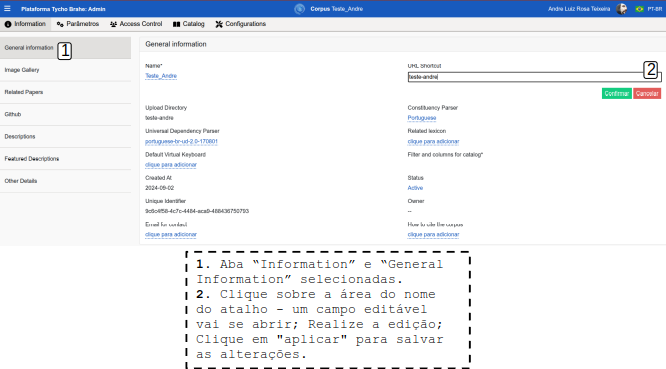 Plataforma Tycho Brahe: Admin
Corpus Teste_Andre
Andre Luiz Rosa Teixeira
PT-BR
Information
Parâmetros
Access Control
Catalog
Configurations
General information
1
Image Gallery
Related Papers
Github
Descriptions
Featured Descriptions
Other Details
General information
Name*
Teste_Andre
URL Shortcut
2
teste-andre
Confirmar
Cancelar
Upload Directory
teste-andre
Constituency Parser
Portuguese
Universal Dependency Parser
portuguese-br-ud-2.0-170801
Related lexicon
clique para adicionar
Default Virtual Keyboard
clique para adicionar
Filter and columns for catalog*
Created At
2024-09-02
Status
Active
Unique Identifier
Owner
--
Email for contact
clique para adicionar
How to cite the corpus
clique para adicionar
1. Aba “Information” e “General
Information” selecionadas.
2. Clique sobre a área do nome
do atalho - um campo editável
vai se abrir; Realize a edição;
Clique em "aplicar" para salvar
as alterações.